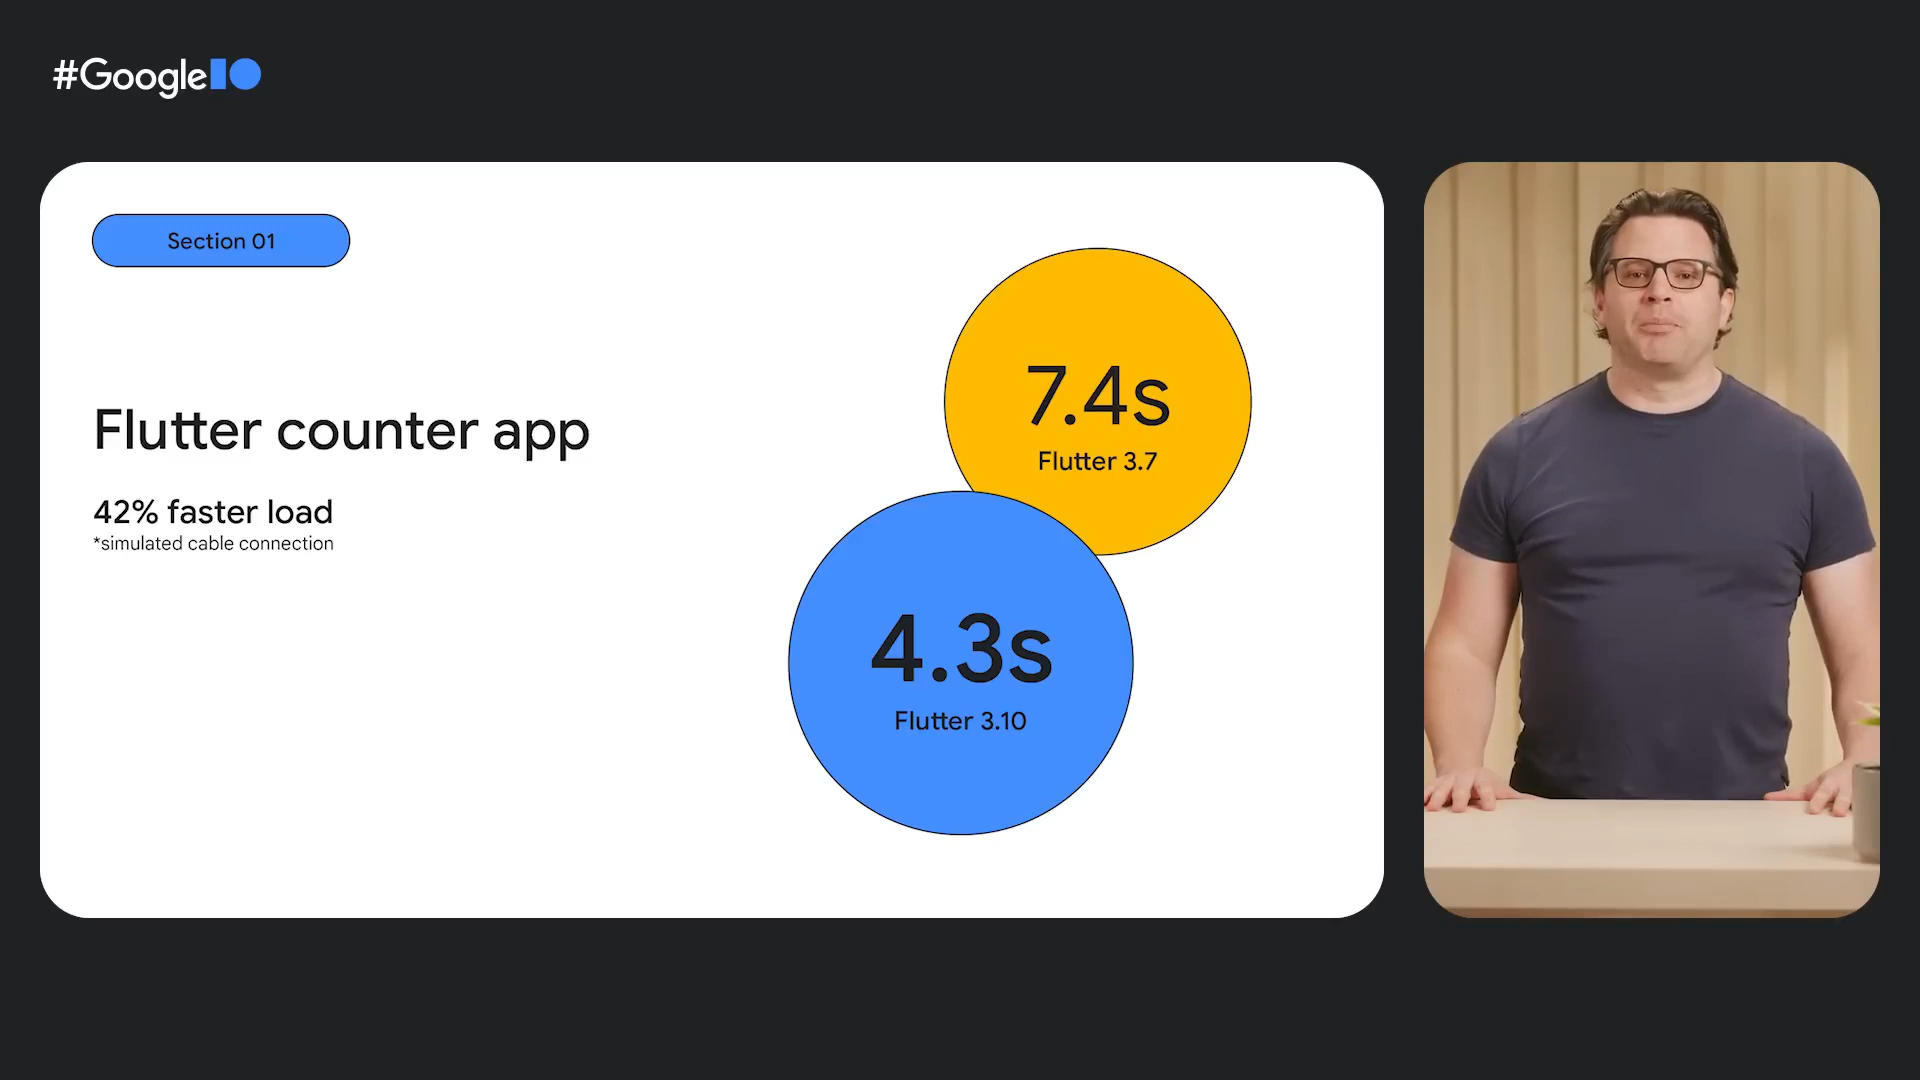 #GoogleIO
Section 01
Flutter counter app
42% faster load
*simulated cable connection
7.4s
Flutter 3.7
4.3s
Flutter 3.10